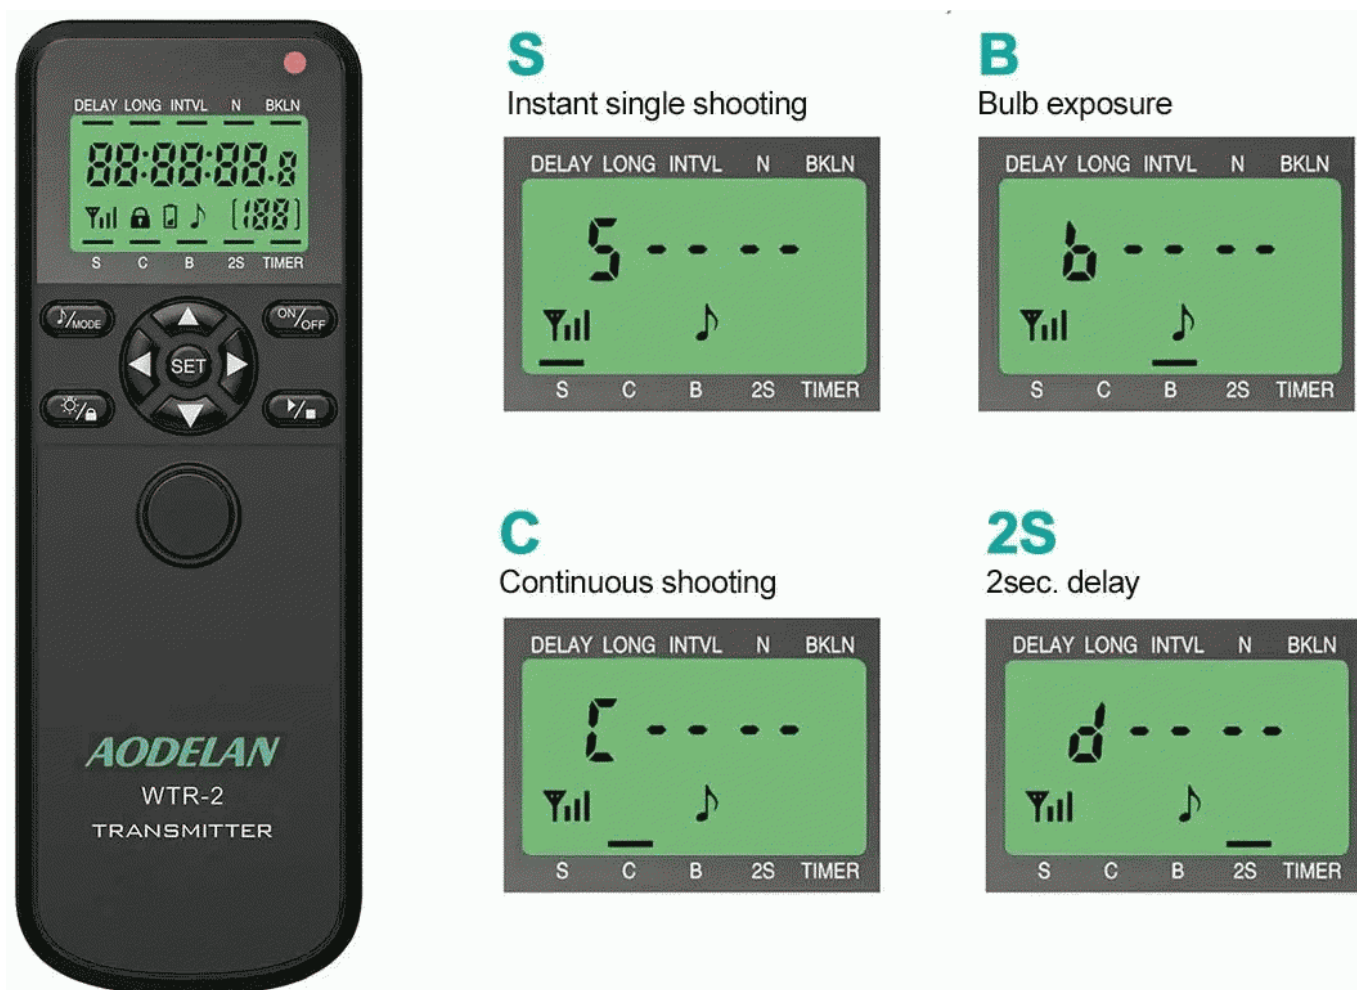 DELAY LONG INTVL N BKLN
88:88:88.8
[188]
S C B 2S TIMER
♪/MODE
ON/OFF
SET
AODELAN
WTR-2
TRANSMITTER
S
Instant single shooting
DELAY LONG INTVL N BKLN
S - - - -
S C B 2S TIMER
B
Bulb exposure
DELAY LONG INTVL N BKLN
b - - - -
S C B 2S TIMER
C
Continuous shooting
DELAY LONG INTVL N BKLN
C - - - -
S C B 2S TIMER
2S
2sec. delay
DELAY LONG INTVL N BKLN
d - - - -
S C B 2S TIMER